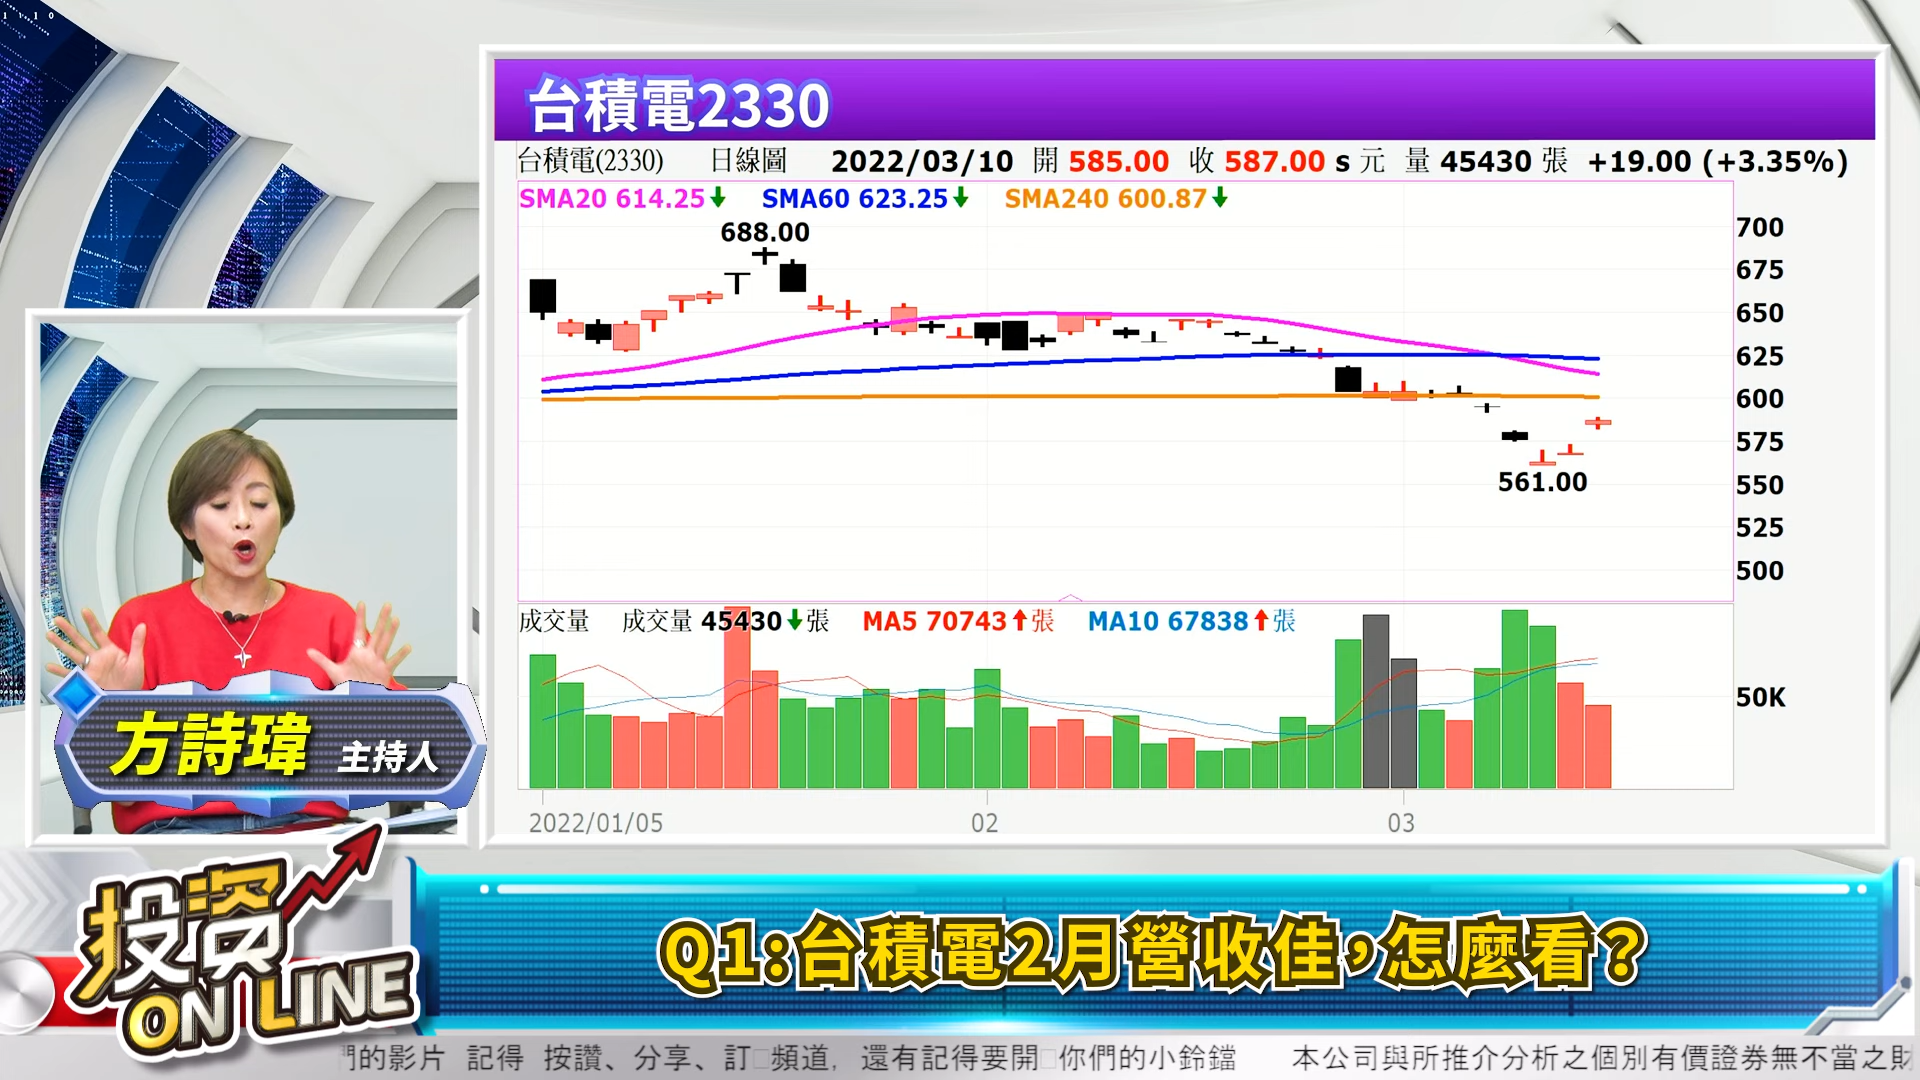 台積電2330
台積電(2330) 日線圖 2022/03/10 開 585.00 收 587.00 s 元 量 45430 張 +19.00 (+3.35%)
SMA20 614.25↓ SMA60 623.25↓ SMA240 600.87↓
688.00
561.00
700
675
650
625
600
575
550
525
500
成交量 成交量 45430↓張 MA5 70743↑張 MA10 67838↑張
50K
2022/01/05 02 03
方詩瑋 主持人
投資
ON LINE
Q1:台積電2月營收佳,怎麼看?
的影片 記得 按讚、分享、訂□頻道, 還有記得要開□你們的小鈴鐺 本公司與所推介分析之個別有價證券無不當之財